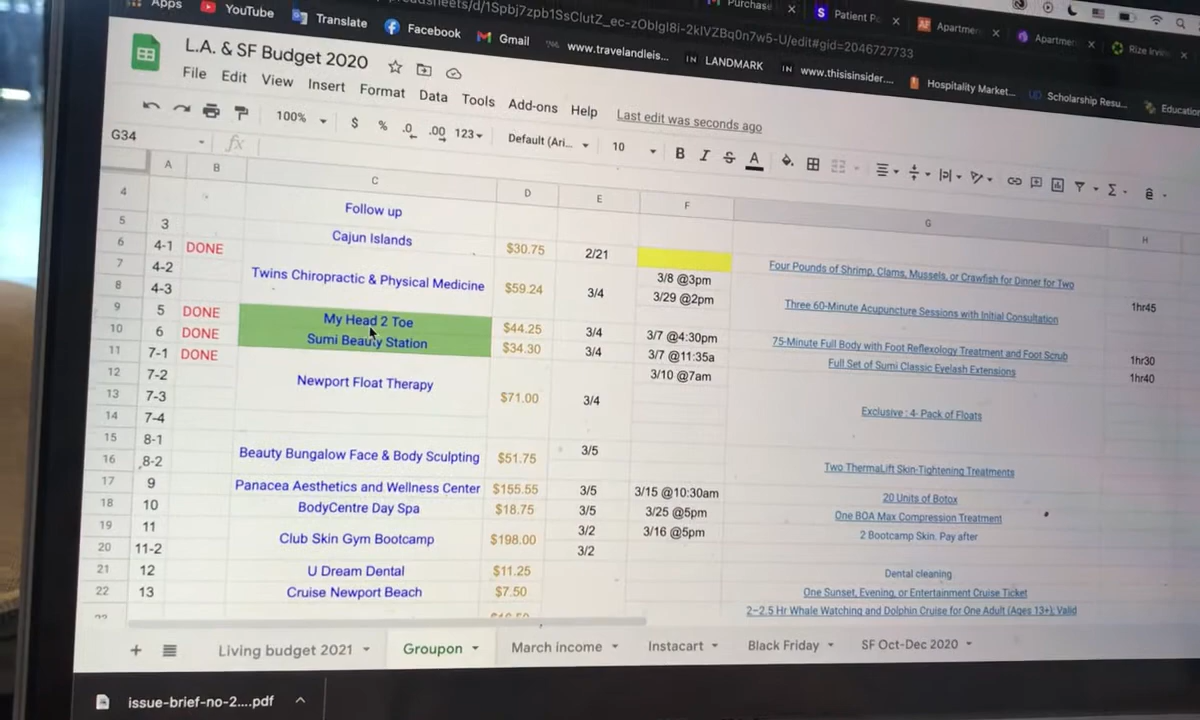 Purchase
Patient
Apartmen
Apartmen
Rize
Apps YouTube Translate Facebook Gmail www.travelandleis... LANDMARK www.thisisinsider.... Hospitality Market... Scholarship Resu... Education
L.A. & SF Budget 2020
File Edit View Insert Format Data Tools Add-ons Help Last edit was seconds ago
100% $ % .0 .00 123 Default (Ari... 10 B I S A
G34 fx
A B C D E F G H
4 Follow up
5 3 Cajun Islands
6 4-1 DONE $30.75 2/21 Four Pounds of Shrimp, Clams, Mussels, or Crawfish for Dinner for Two
7 4-2 Twins Chiropractic & Physical Medicine 3/8 @3pm
8 4-3 $59.24 3/4 3/29 @2pm Three 60-Minute Acupuncture Sessions with Initial Consultation 1hr45
9 5 DONE My Head 2 Toe $44.25 3/4 3/7 @4:30pm 75-Minute Full Body with Foot Reflexology Treatment and Foot Scrub 1hr30
10 6 DONE Sumi Beauty Station $34.30 3/4 3/7 @11:35a Full Set of Sumi Classic Eyelash Extensions 1hr40
11 7-1 DONE 3/10 @7am
12 7-2 Newport Float Therapy
13 7-3 $71.00 3/4 Exclusive : 4- Pack of Floats
14 7-4
15 8-1 3/5
16 8-2 Beauty Bungalow Face & Body Sculpting $51.75 Two ThermaLift Skin-Tightening Treatments
17 9 Panacea Aesthetics and Wellness Center $155.55 3/5 3/15 @10:30am 20 Units of Botox
18 10 BodyCentre Day Spa $18.75 3/5 3/25 @5pm One BOA Max Compression Treatment
19 11 Club Skin Gym Bootcamp $198.00 3/2 3/16 @5pm 2 Bootcamp Skin. Pay after
20 11-2 3/2
21 12 U Dream Dental $11.25 Dental cleaning
22 13 Cruise Newport Beach $7.50 One Sunset, Evening, or Entertainment Cruise Ticket
2–2.5 Hr Whale Watching and Dolphin Cruise for One Adult (Ages 13+); Valid
Living budget 2021 Groupon March income Instacart Black Friday SF Oct-Dec 2020
issue-brief-no-2....pdf